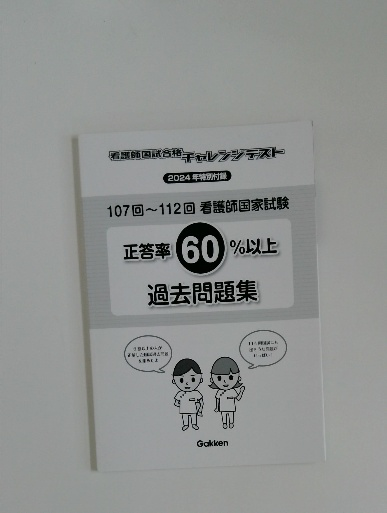 看護師国試合格チャレンジテスト
2024年特別付録
107回～112回 看護師国家試験
正答率60%以上
過去問題集
Gakken